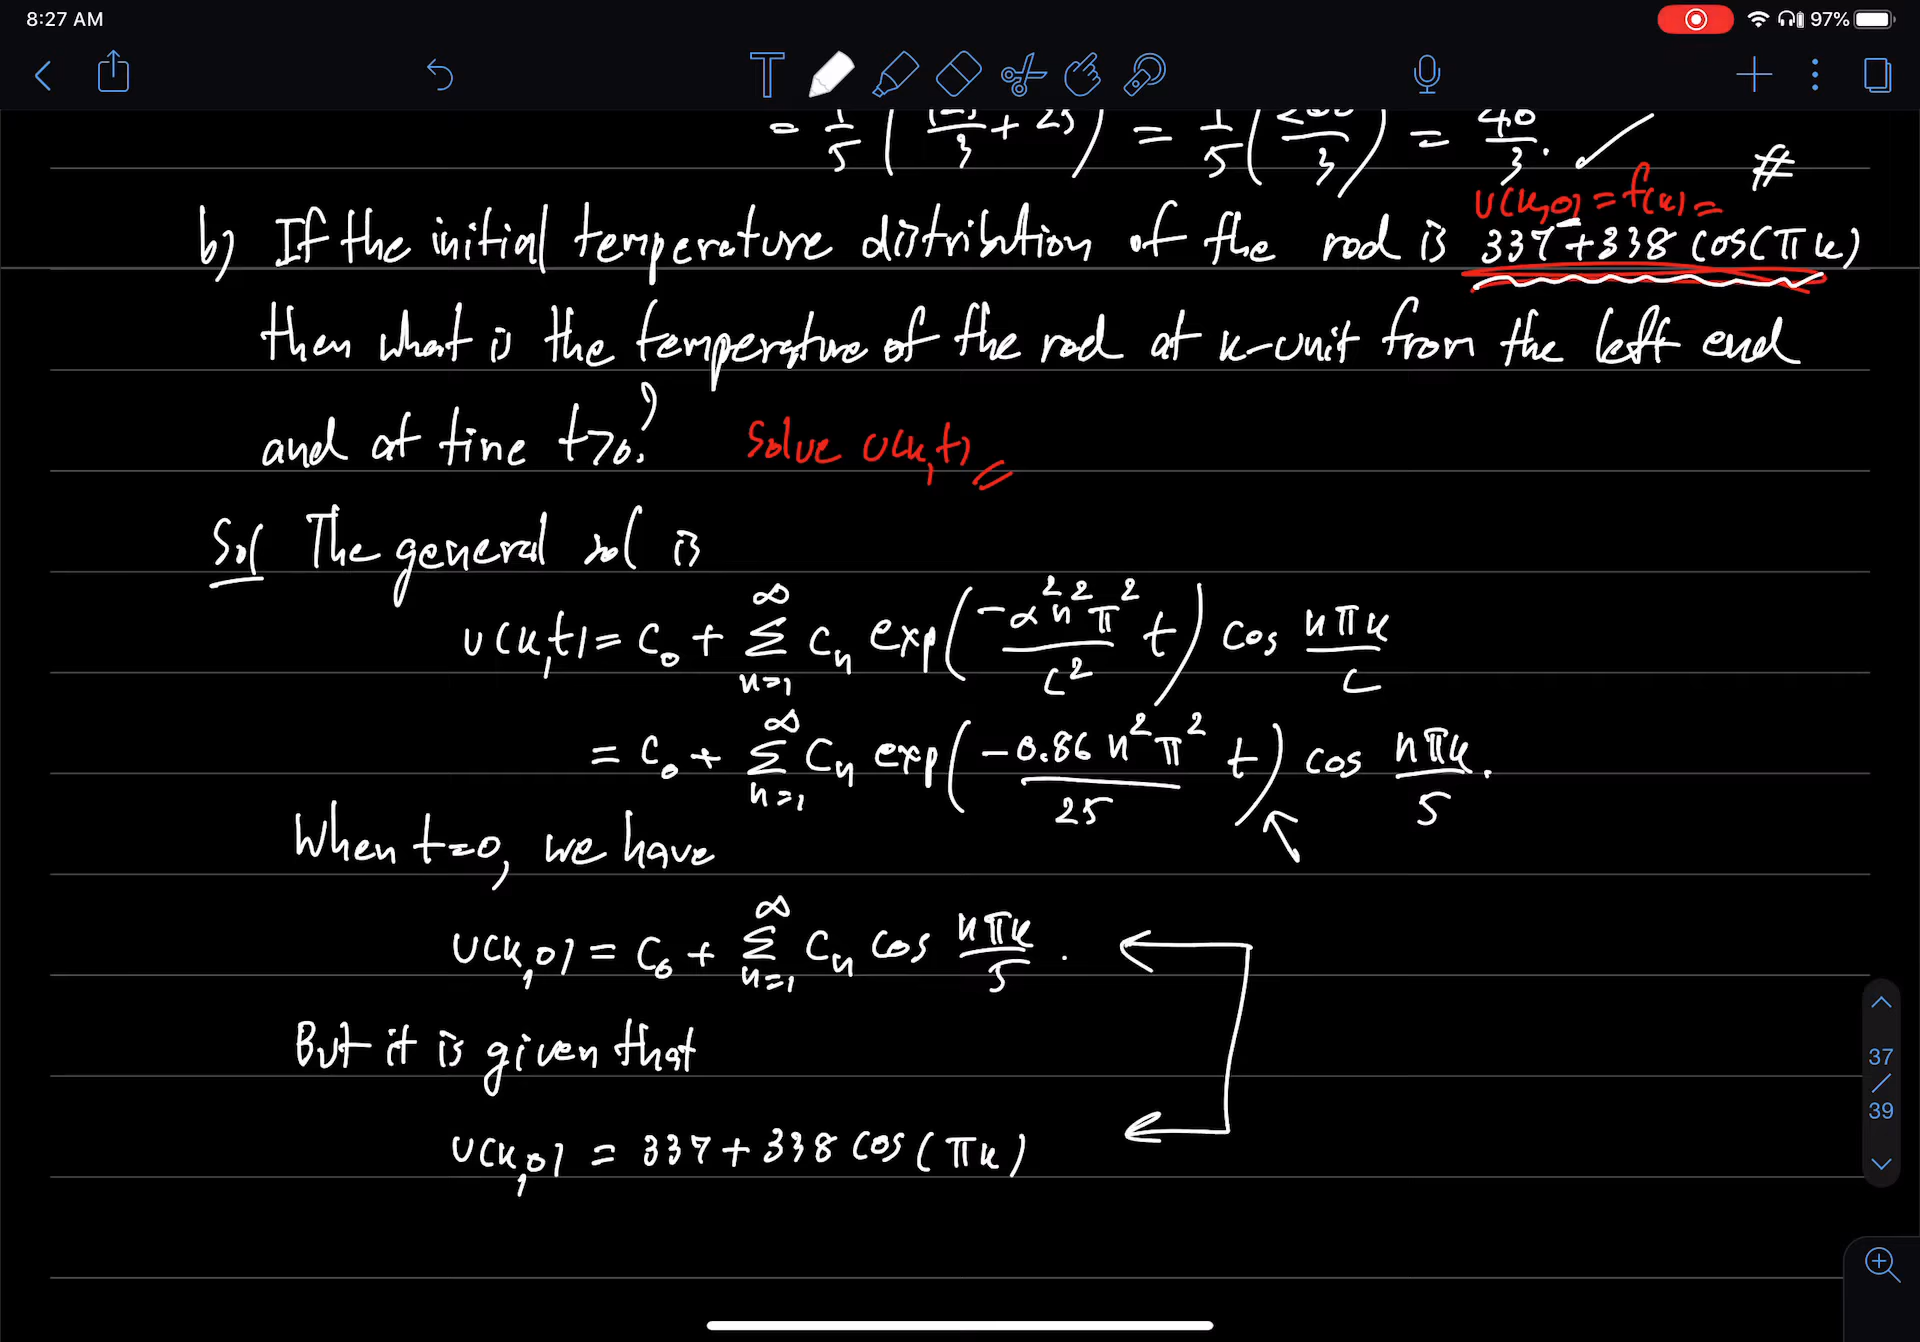 8:27 AM
97%
= 1/5 ( 125/3 + 25 ) = 1/5 ( 200/3 ) = 40/3 . ✓ #
u(x,0) = f(x) =
b) If the initial temperature distribution of the rod is 337 + 338 cos(πx)
then what is the temperature of the rod at x-unit from the left end
and at time t>0? Solve u(x,t)
Sol The general sol is
u(x,t) = C₀ + ∑_{n=1}^{∞} Cₙ exp( -α²n²π²/L² t ) cos nπx/L
= C₀ + ∑_{n=1}^{∞} Cₙ exp( -0.86 n²π²/25 t ) cos nπx/5 .
When t=0, we have
u(x,0) = C₀ + ∑_{n=1}^{∞} Cₙ cos nπx/5 .
But it is given that
u(x,0) = 337 + 338 cos(πx)
37
/
39